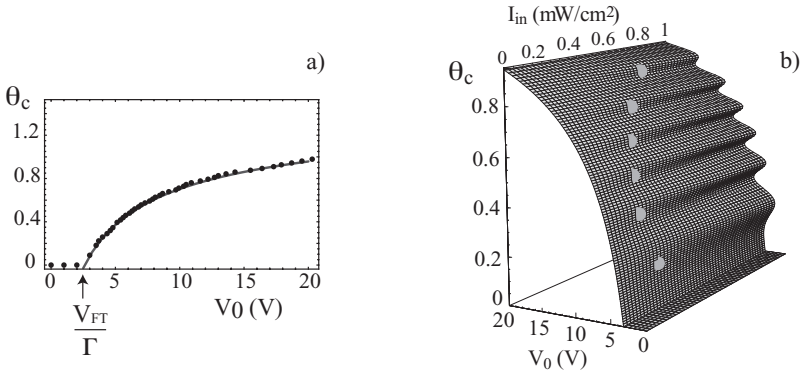 a)
θc
1.2
0.8
0.4
0
0 5 10 15 20
V0 (V)
VFT
Γ
b)
Iin (mW/cm²)
0 0.2 0.4 0.6 0.8 1
θc
0.8
0.6
0.4
0.2
0
20 15 10 5 0
V0 (V)